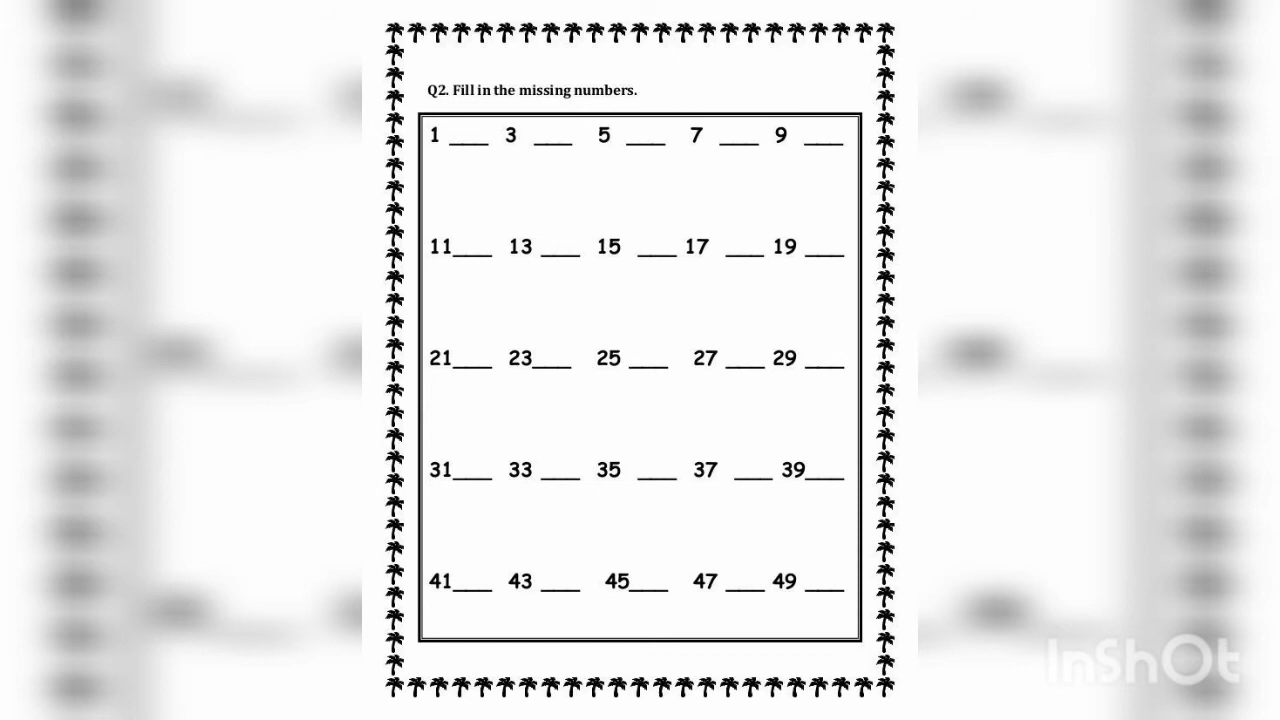 Q2. Fill in the missing numbers.
1 ___ 3 ___ 5 ___ 7 ___ 9 ___
11___ 13 ___ 15 ___ 17 ___ 19 ___
21___ 23___ 25 ___ 27 ___ 29 ___
31___ 33 ___ 35 ___ 37 ___ 39___
41___ 43 ___ 45___ 47 ___ 49 ___
InShOt